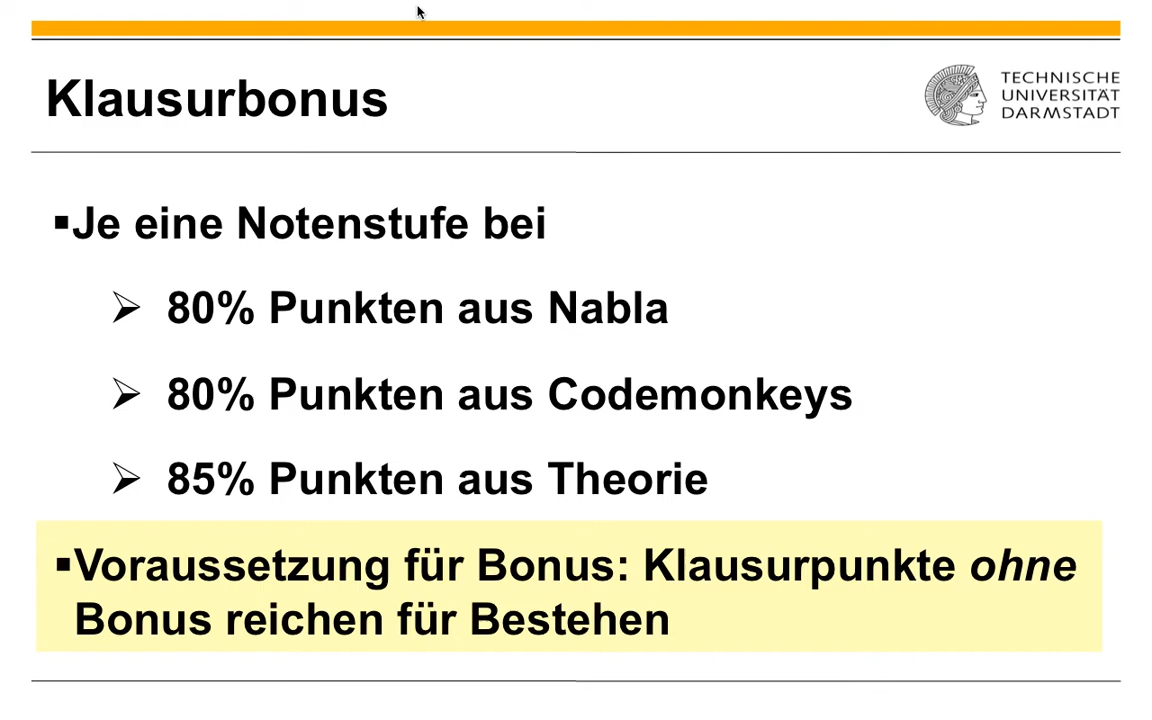 Klausurbonus
TECHNISCHE
UNIVERSITÄT
DARMSTADT
▪Je eine Notenstufe bei
➢ 80% Punkten aus Nabla
➢ 80% Punkten aus Codemonkeys
➢ 85% Punkten aus Theorie
▪Voraussetzung für Bonus: Klausurpunkte ohne
Bonus reichen für Bestehen